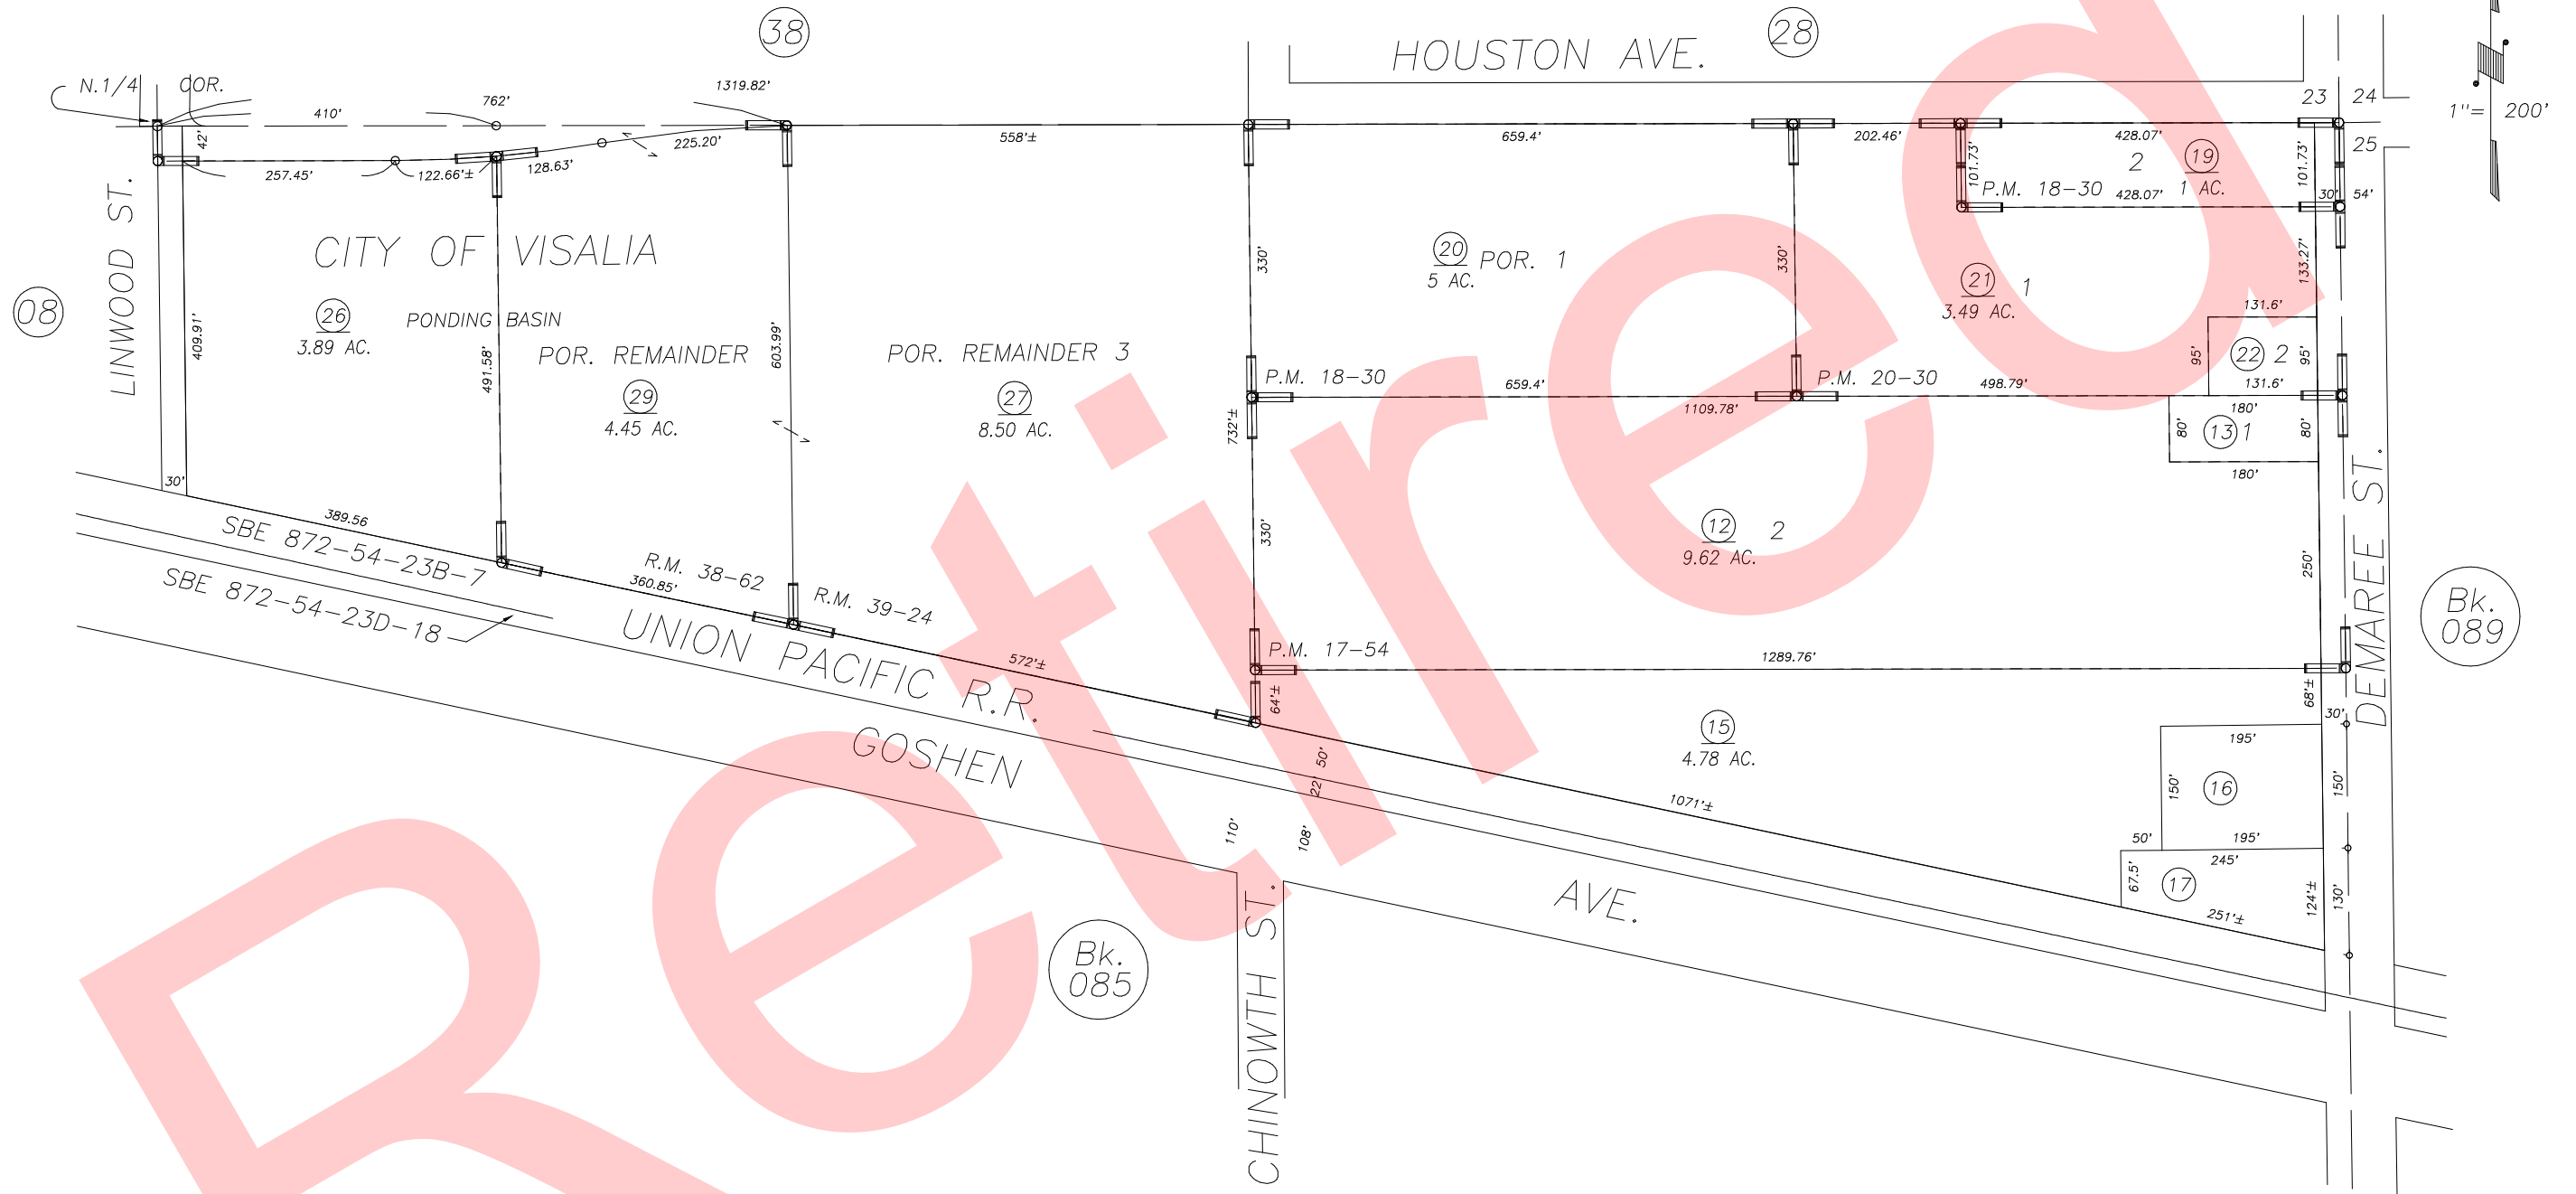 38
28
HOUSTON AVE.
N.1/4 COR.
410'
762'
1319.82'
23 24
25
1"= 200'
42'
257.45'
122.66'±
128.63'
225.20'
558'±
659.4'
202.46'
428.07'
101.73'
2
19
1 AC.
101.73'
P.M. 18-30
428.07'
30'
54'
LINWOOD ST.
08
CITY OF VISALIA
409.91'
26
3.89 AC.
PONDING BASIN
491.58'
POR. REMAINDER
29
4.45 AC.
603.99'
POR. REMAINDER 3
27
8.50 AC.
330'
20
POR. 1
5 AC.
330'
21
1
3.49 AC.
133.27'
131.6'
95'
22
2
95'
131.6'
P.M. 18-30
659.4'
P.M. 20-30
498.79'
1109.78'
180'
80'
13
1
80'
180'
732'±
330'
12
2
9.62 AC.
250'
DEMAREE ST.
Bk.
089
30'
389.56
SBE 872-54-23B-7
SBE 872-54-23D-18
R.M. 38-62
360.85'
R.M. 39-24
UNION PACIFIC R.R.
572'±
P.M. 17-54
1289.76'
64'±
68'±
30'
GOSHEN
AVE.
50'
22'
110'
108'
15
4.78 AC.
1071'±
195'
150'
16
150'
50'
195'
245'
67.5'
17
251'±
124'±
130'
Bk.
085
CHINOWTH ST.
Retired